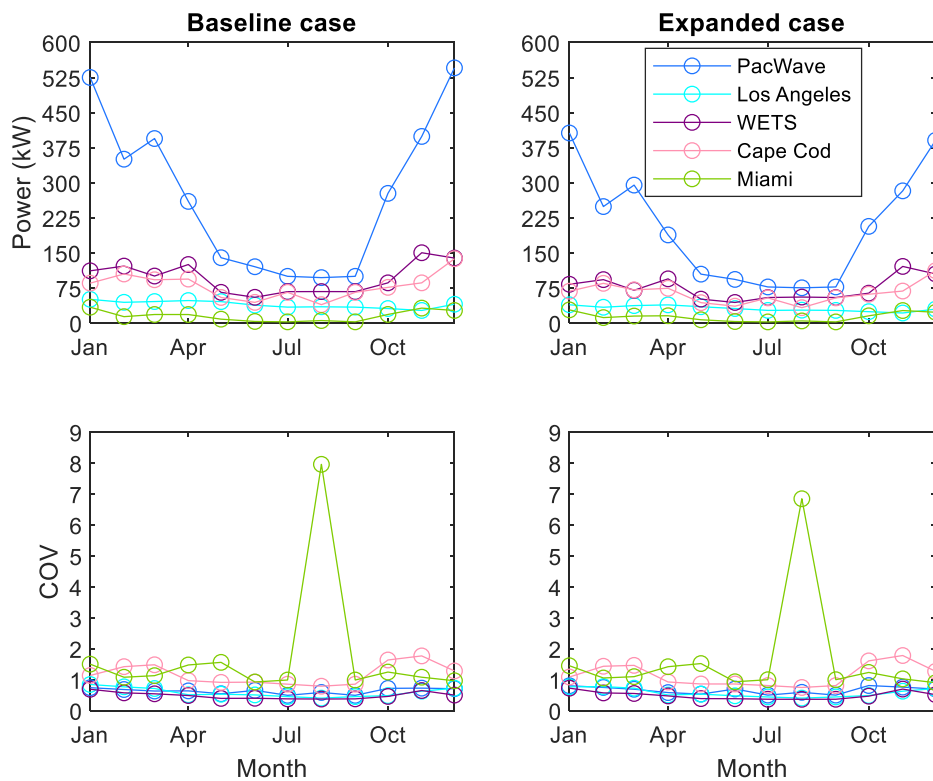 Baseline case
Expanded case
600
525
450
375
300
225
150
75
0
Power (kW)
Jan
Apr
Jul
Oct
600
525
450
375
300
225
150
75
0
Jan
Apr
Jul
Oct
PacWave
Los Angeles
WETS
Cape Cod
Miami
9
8
7
6
5
4
3
2
1
0
COV
Jan
Apr
Jul
Oct
Month
9
8
7
6
5
4
3
2
1
0
Jan
Apr
Jul
Oct
Month